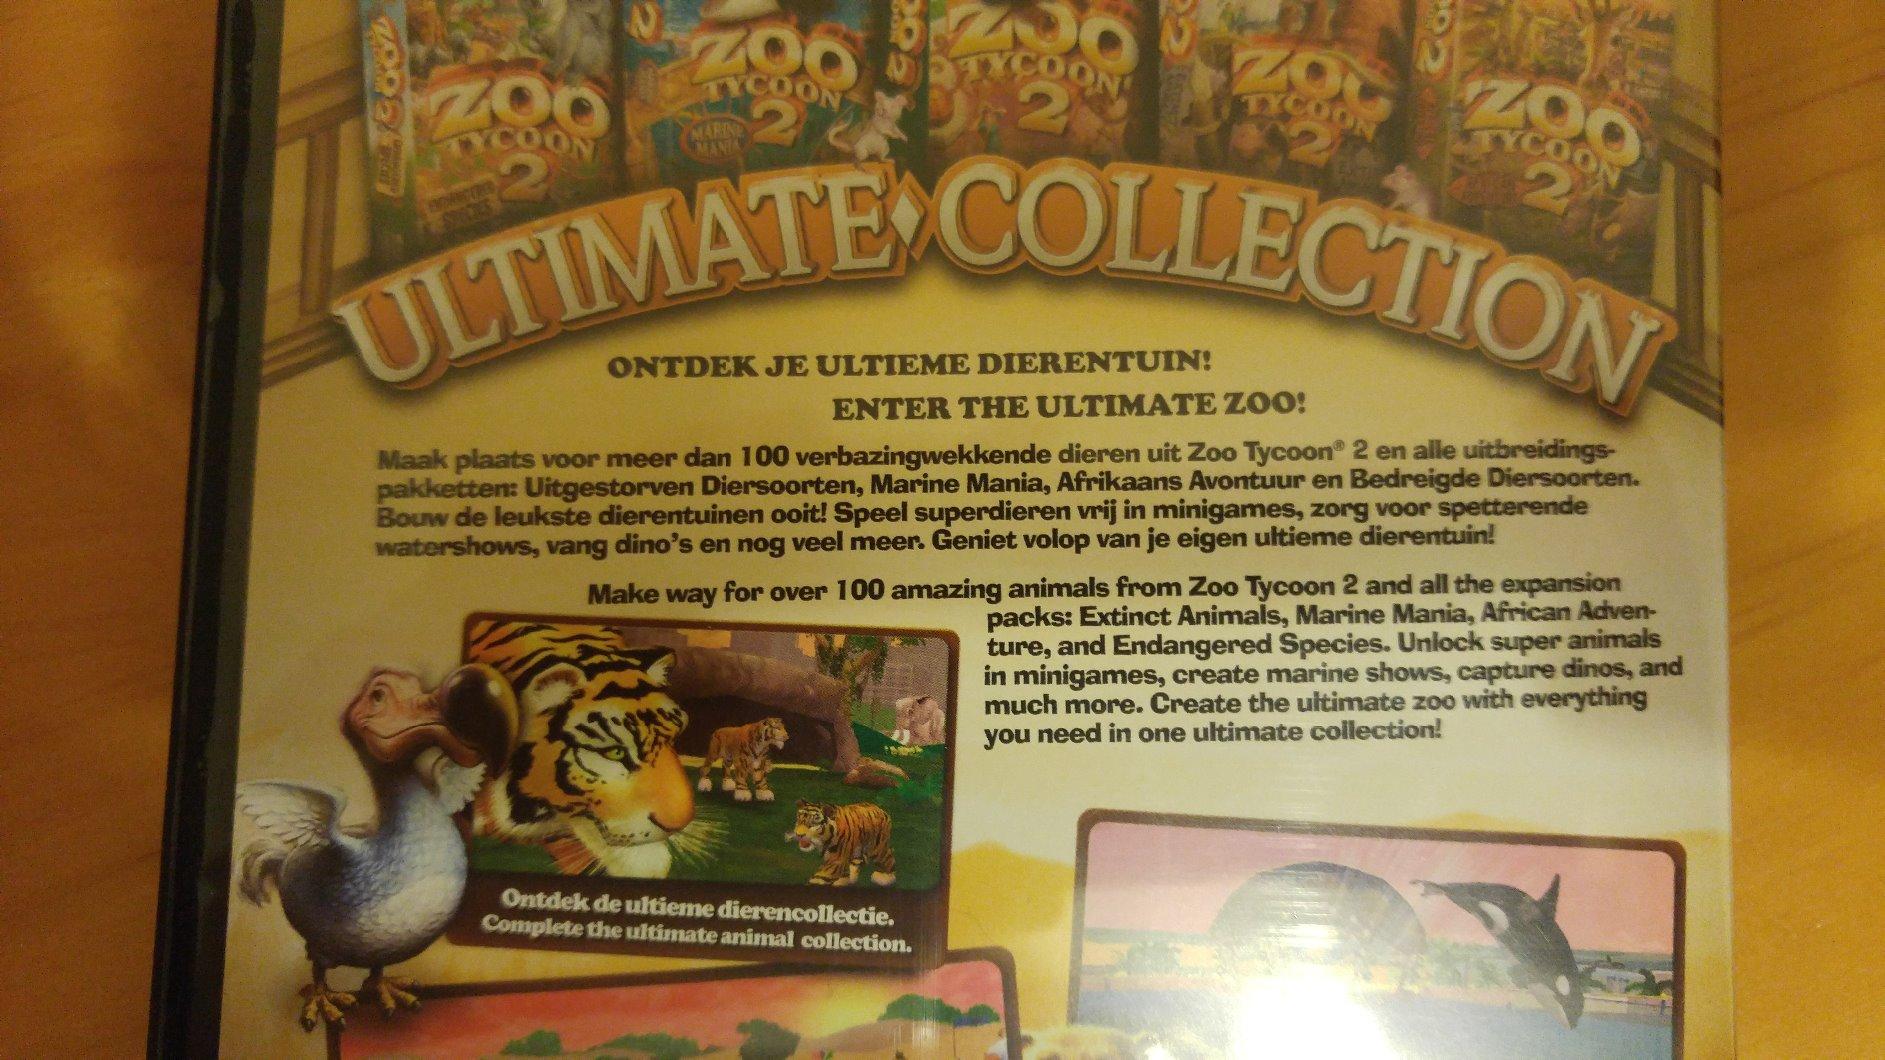 ZOO
TYCOON
2
ENDANGERED
SPECIES
ZOO
TYCOON
2
MARINE
MANIA
ZOO
TYCOON
2
ZOO
TYCOON
2
ZOO
TYCOON
2
ULTIMATE COLLECTION
ONTDEK JE ULTIEME DIERENTUIN!
ENTER THE ULTIMATE ZOO!
Maak plaats voor meer dan 100 verbazingwekkende dieren uit Zoo Tycoon® 2 en alle uitbreidings-
pakketten: Uitgestorven Diersoorten, Marine Mania, Afrikaans Avontuur en Bedreigde Diersoorten.
Bouw de leukste dierentuinen ooit! Speel superdieren vrij in minigames, zorg voor spetterende
watershows, vang dino's en nog veel meer. Geniet volop van je eigen ultieme dierentuin!
Make way for over 100 amazing animals from Zoo Tycoon 2 and all the expansion
packs: Extinct Animals, Marine Mania, African Adven-
ture, and Endangered Species. Unlock super animals
in minigames, create marine shows, capture dinos, and
much more. Create the ultimate zoo with everything
you need in one ultimate collection!
Ontdek de ultieme dierencollectie.
Complete the ultimate animal collection.